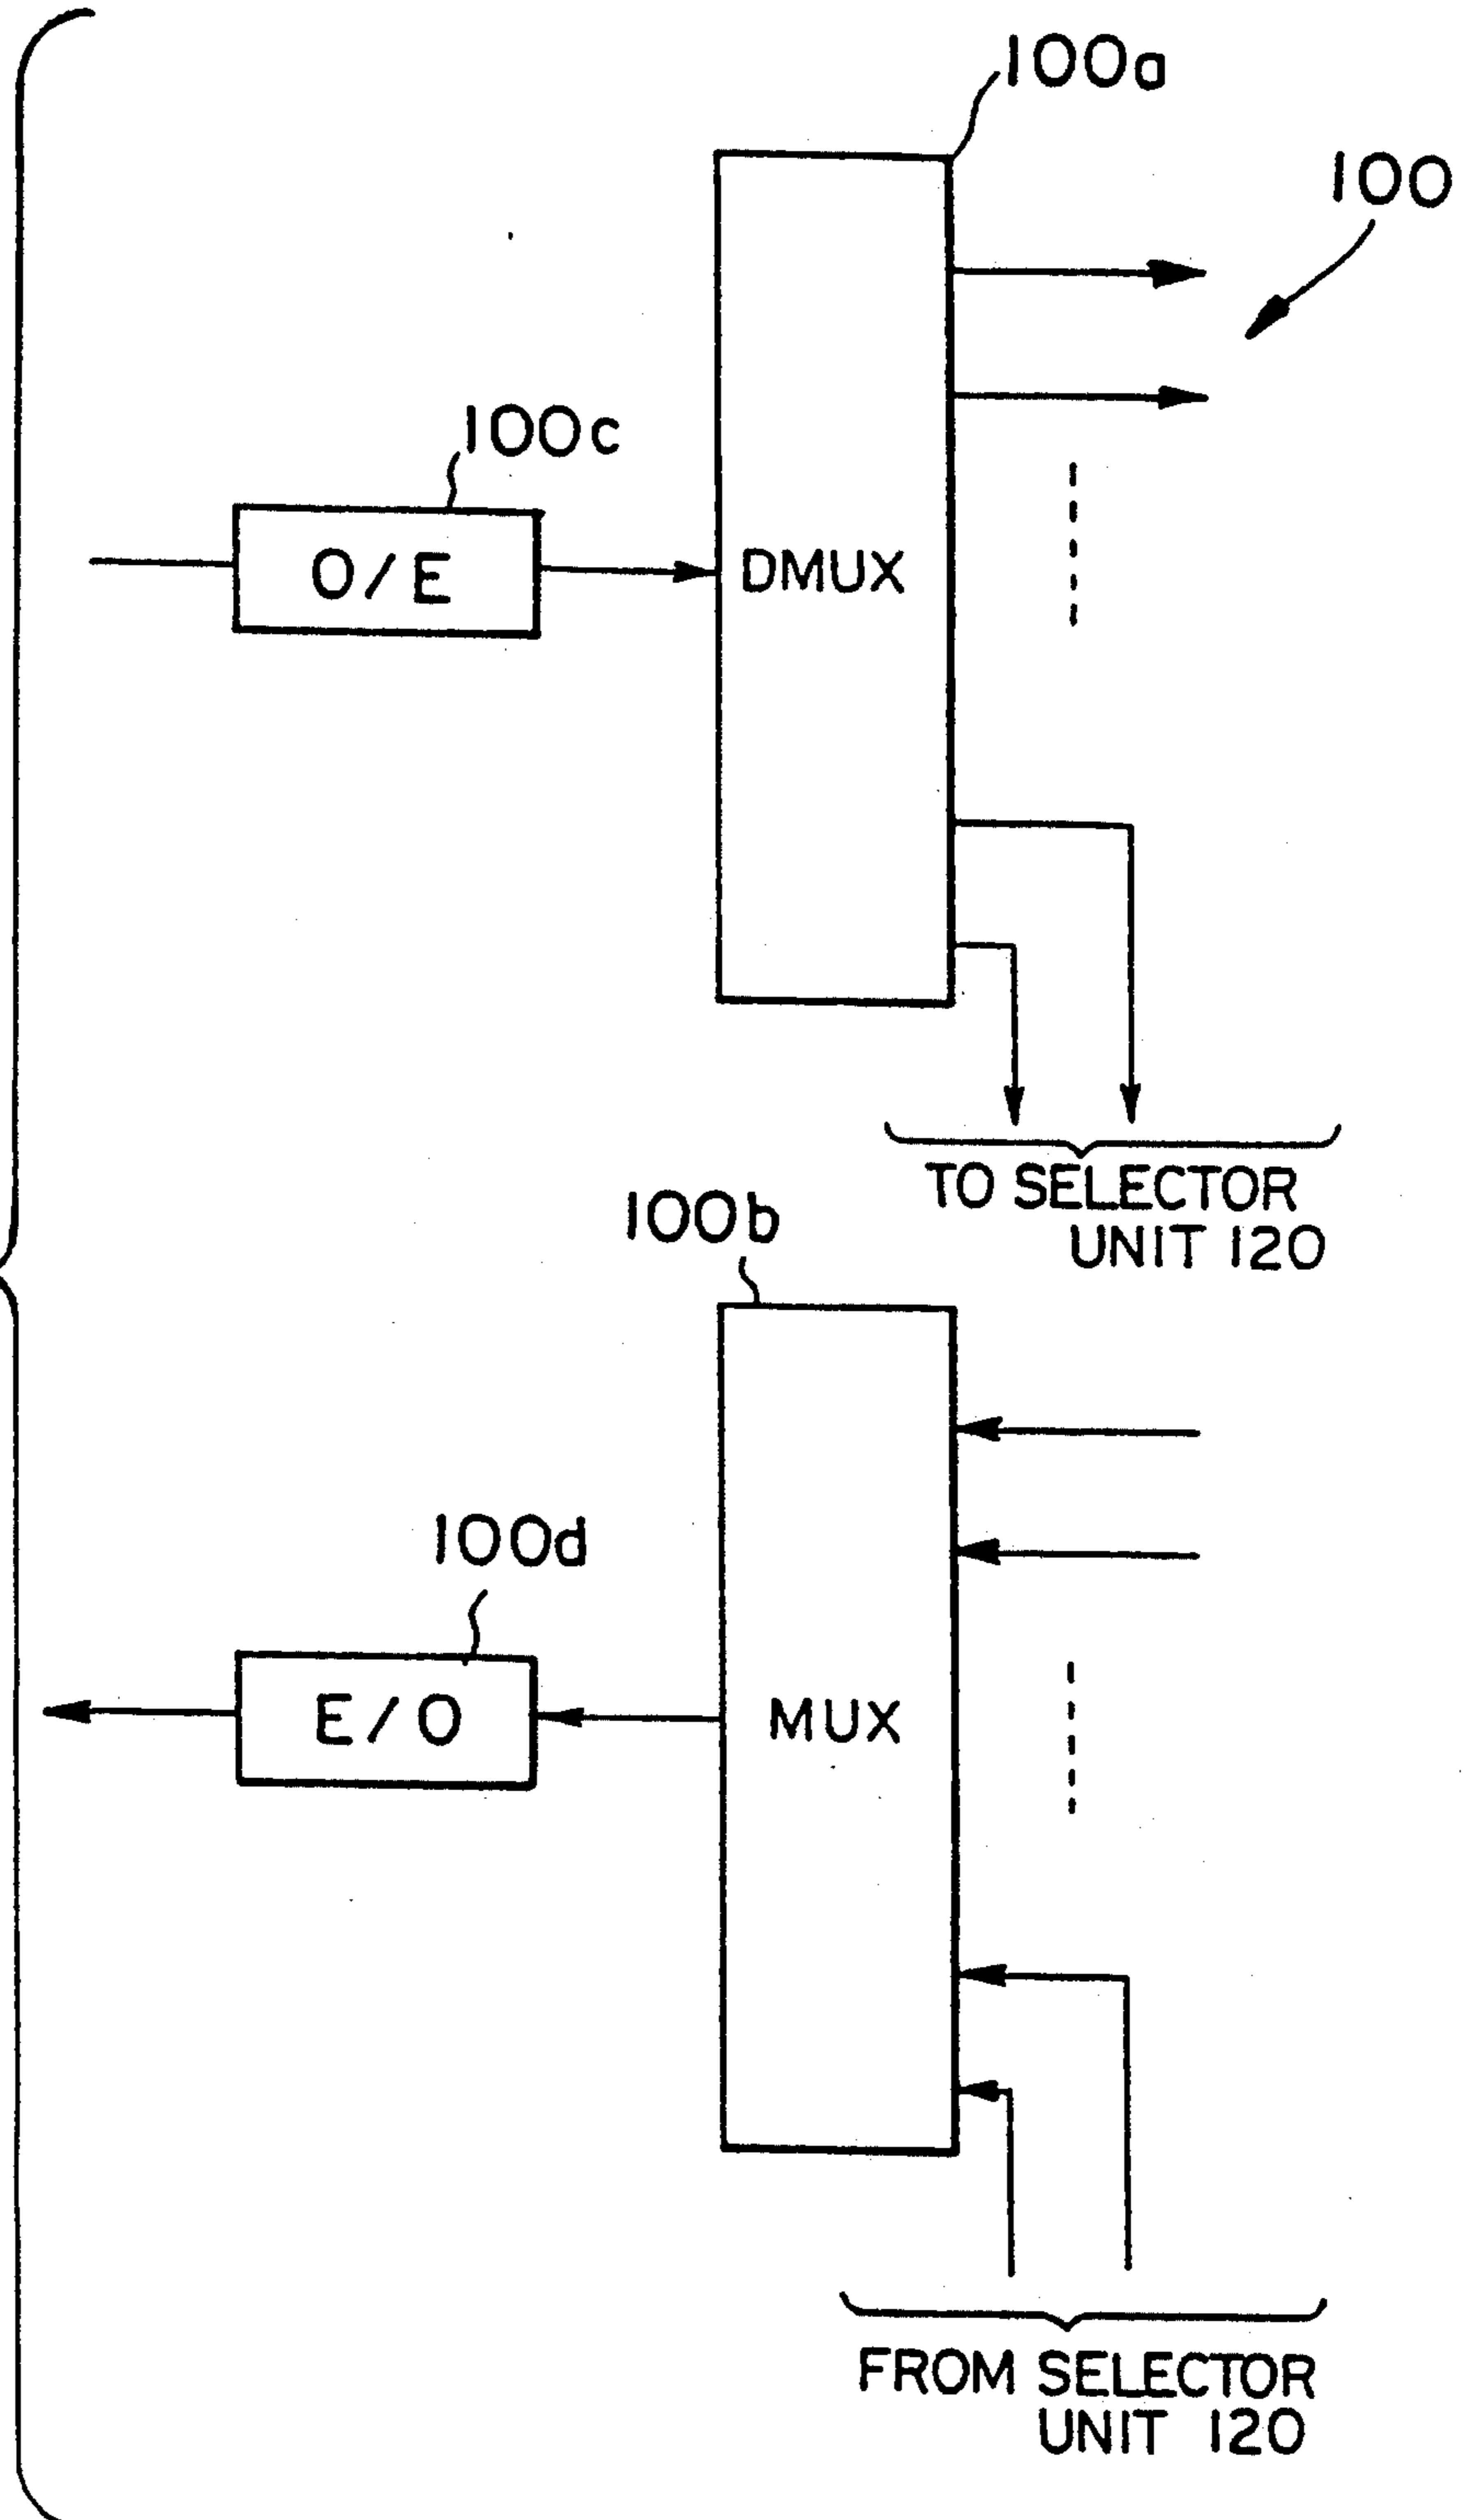 100a
100
100c
O/E
DMUX
TO SELECTOR
UNIT 120
100b
100d
E/O
MUX
FROM SELECTOR
UNIT 120